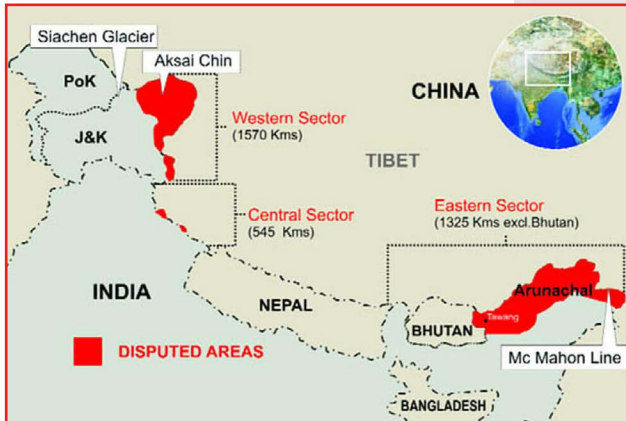 Siachen Glacier
PoK
Aksai Chin
J&K
Western Sector
(1570 Kms)
CHINA
TIBET
Central Sector
(545 Kms)
Eastern Sector
(1325 Kms excl.Bhutan)
INDIA
NEPAL
BHUTAN
Tawang
Arunachal
Mc Mahon Line
DISPUTED AREAS
BANGLADESH